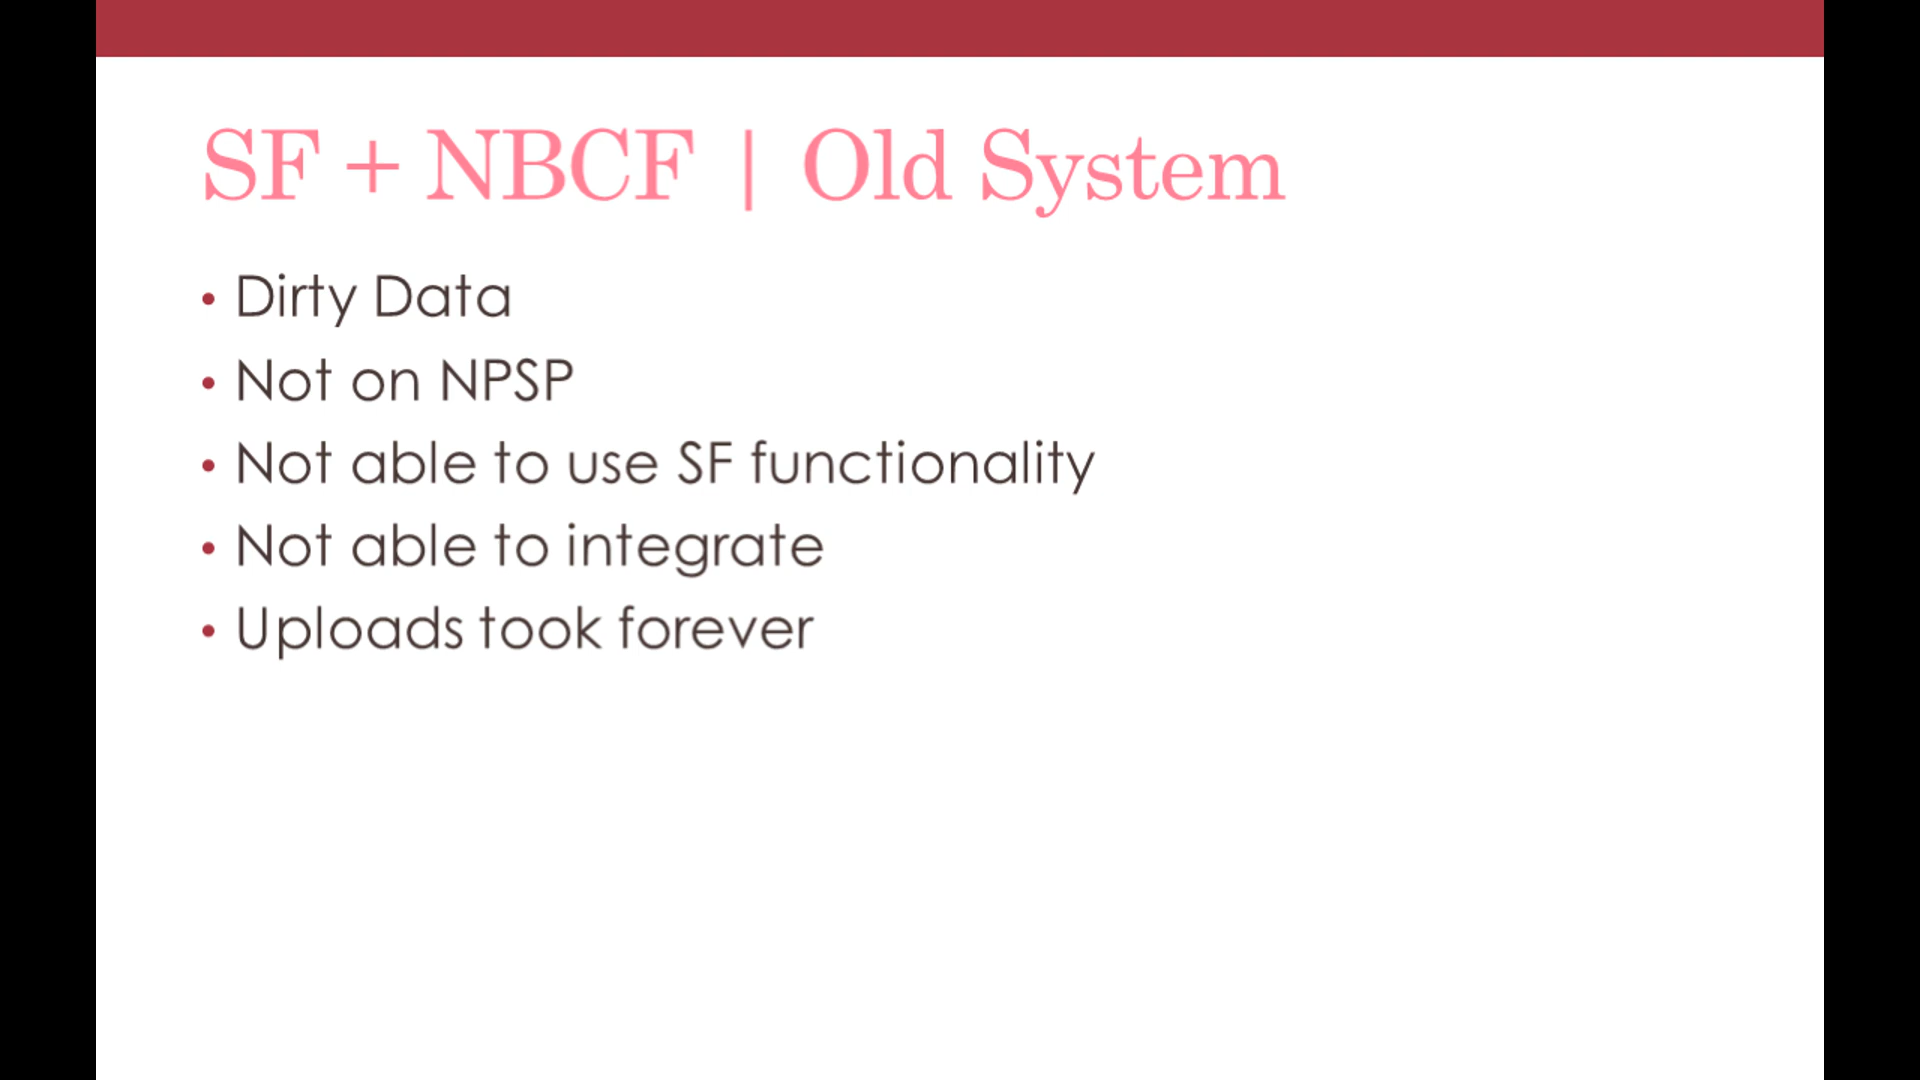 SF + NBCF | Old System
• Dirty Data
• Not on NPSP
• Not able to use SF functionality
• Not able to integrate
• Uploads took forever